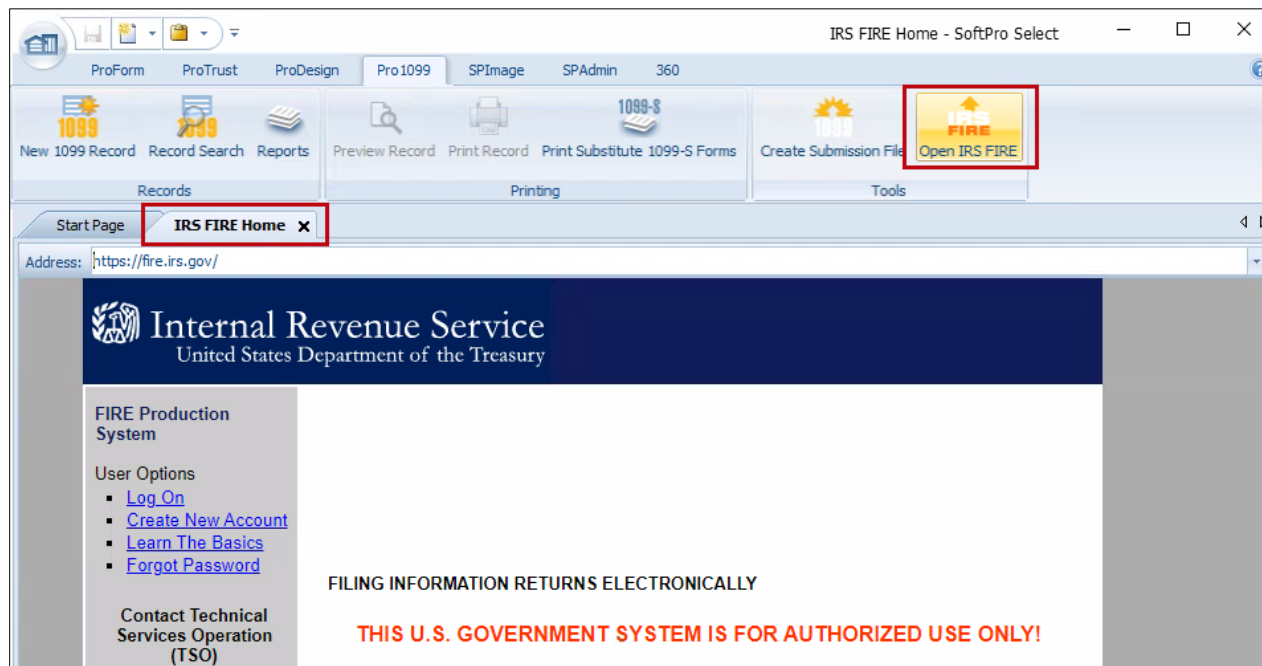 IRS FIRE Home - SoftPro Select
ProForm ProTrust ProDesign Pro1099 SPImage SPAdmin 360
1099 1099 1099-S 1099 IRS FIRE
New 1099 Record Record Search Reports Preview Record Print Record Print Substitute 1099-S Forms Create Submission File Open IRS FIRE
Records Printing Tools
Start Page IRS FIRE Home
Address: https://fire.irs.gov/
Internal Revenue Service
United States Department of the Treasury
FIRE Production
System
User Options
Log On
Create New Account
Learn The Basics
Forgot Password
FILING INFORMATION RETURNS ELECTRONICALLY
Contact Technical
Services Operation
(TSO)
THIS U.S. GOVERNMENT SYSTEM IS FOR AUTHORIZED USE ONLY!